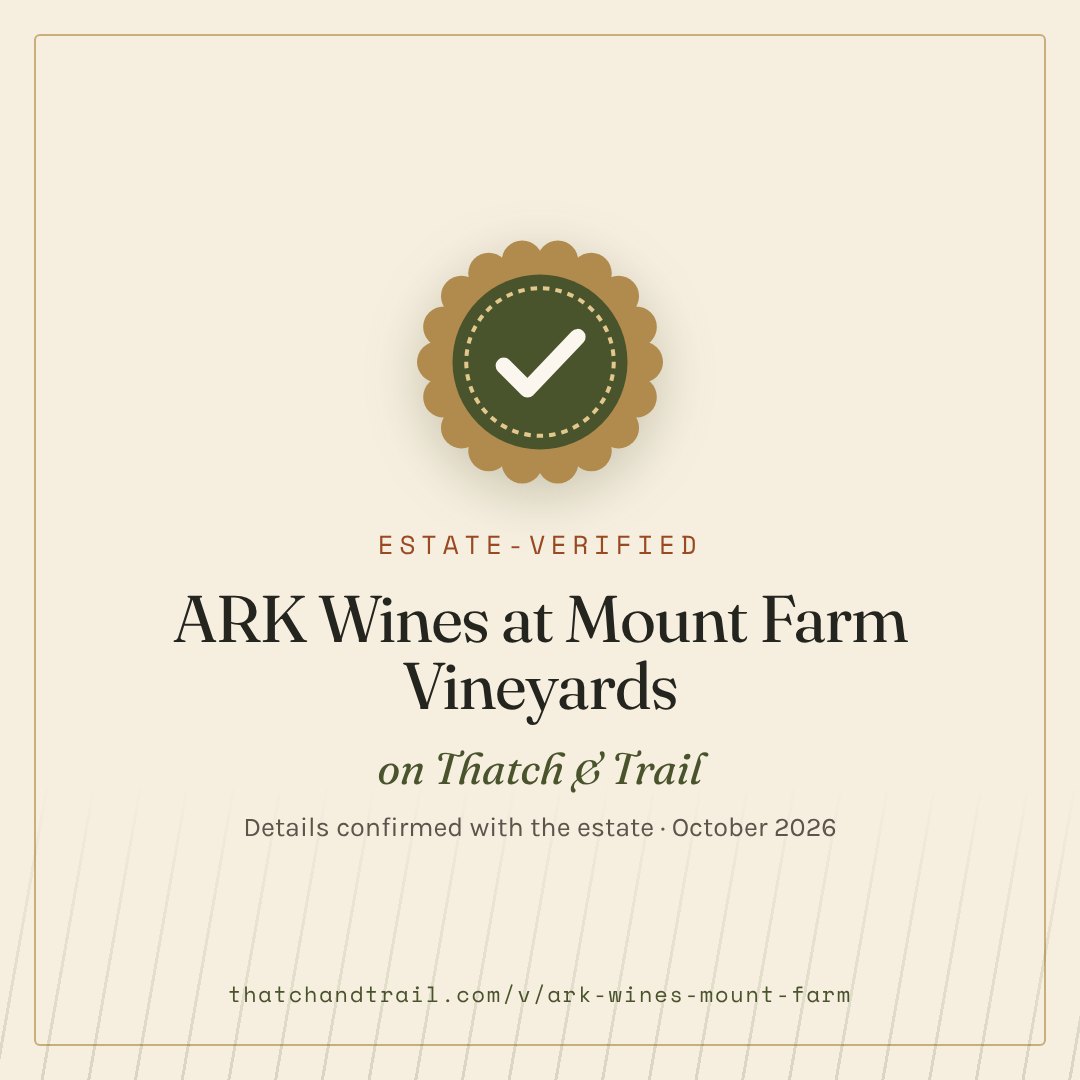 ESTATE-VERIFIED
ARK Wines at Mount Farm
Vineyards
on Thatch & Trail
Details confirmed with the estate · October 2026
thatchandtrail.com/v/ark-wines-mount-farm